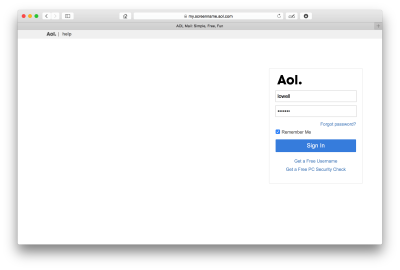 my.screenname.aol.com
AOL Mail: Simple, Free, Fun
Aol. | help
Aol.
lowell
•••••••
Forgot password?
Remember Me
Sign In
Get a Free Username
Get a Free PC Security Check